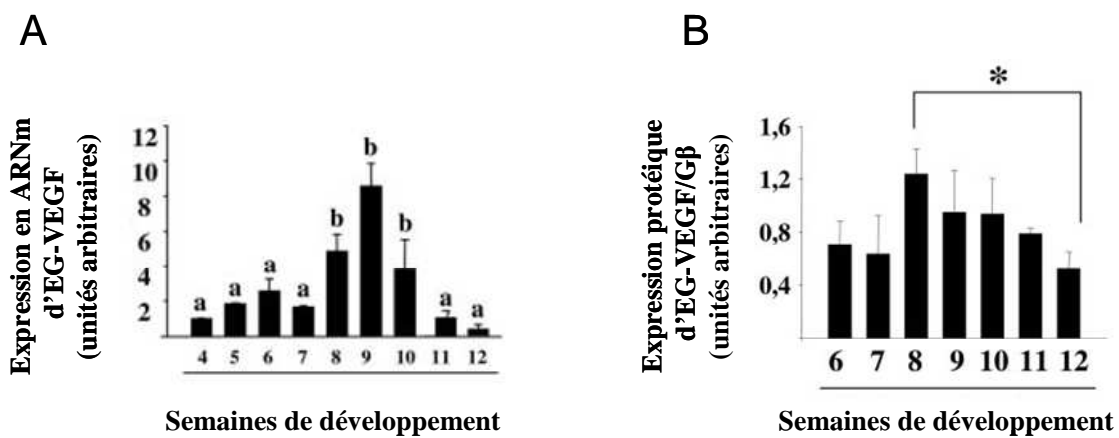 A
Expression en ARNm
d'EG-VEGF
(unités arbitraires)
12
10
8
6
4
2
a
a
a
a
b
b
b
a
a
4 5 6 7 8 9 10 11 12
Semaines de développement
B
Expression protéique
d'EG-VEGF/Gβ
(unités arbitraires)
1,6
1,2
0,8
0,4
*
6 7 8 9 10 11 12
Semaines de développement